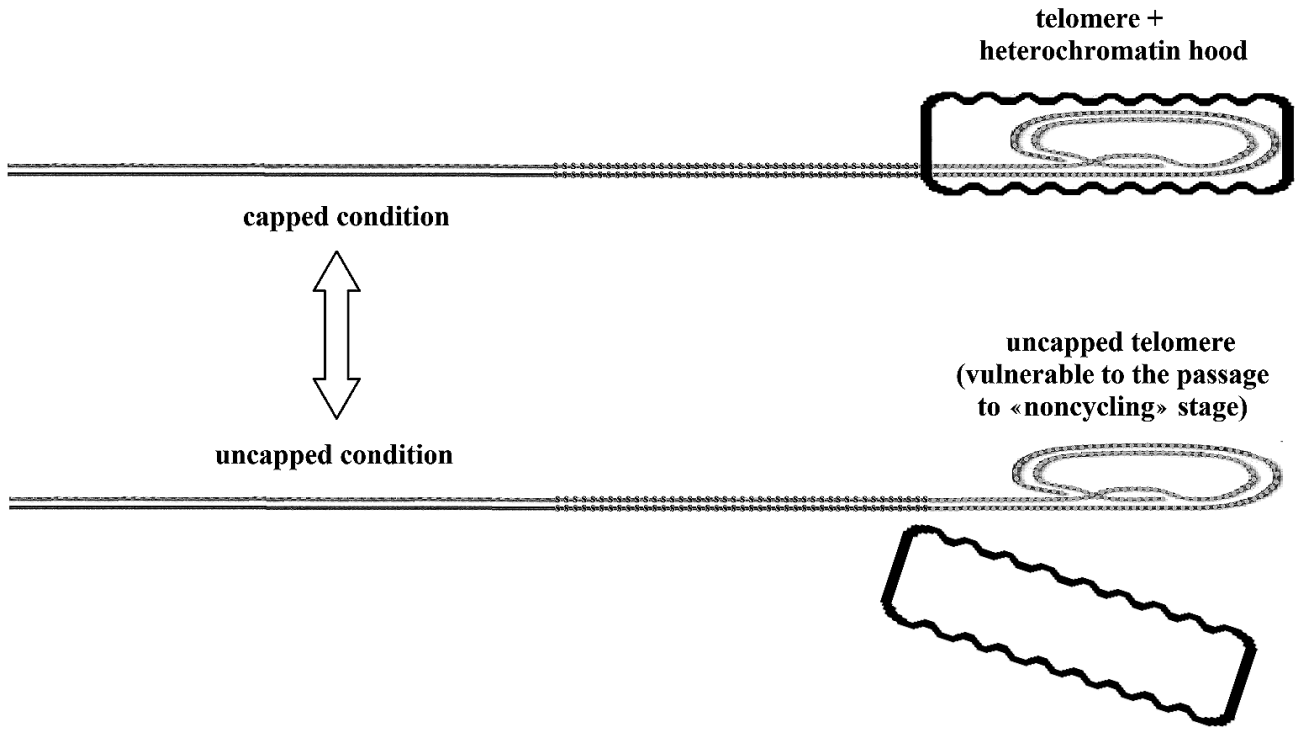 telomere +
heterochromatin hood
capped condition
uncapped telomere
(vulnerable to the passage
to «noncycling» stage)
uncapped condition